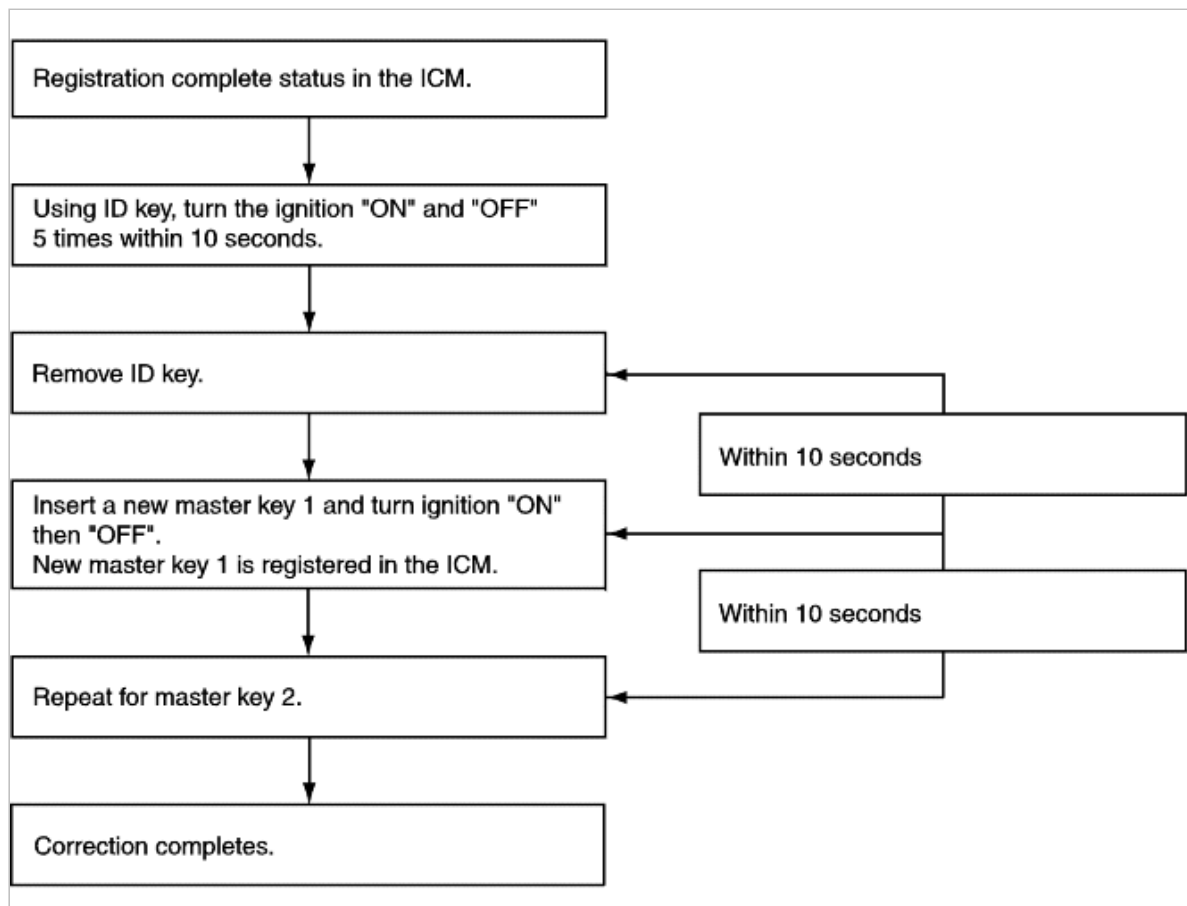 Registration complete status in the ICM.
Using ID key, turn the ignition "ON" and "OFF"
5 times within 10 seconds.
Remove ID key.
Within 10 seconds
Insert a new master key 1 and turn ignition "ON"
then "OFF".
New master key 1 is registered in the ICM.
Within 10 seconds
Repeat for master key 2.
Correction completes.